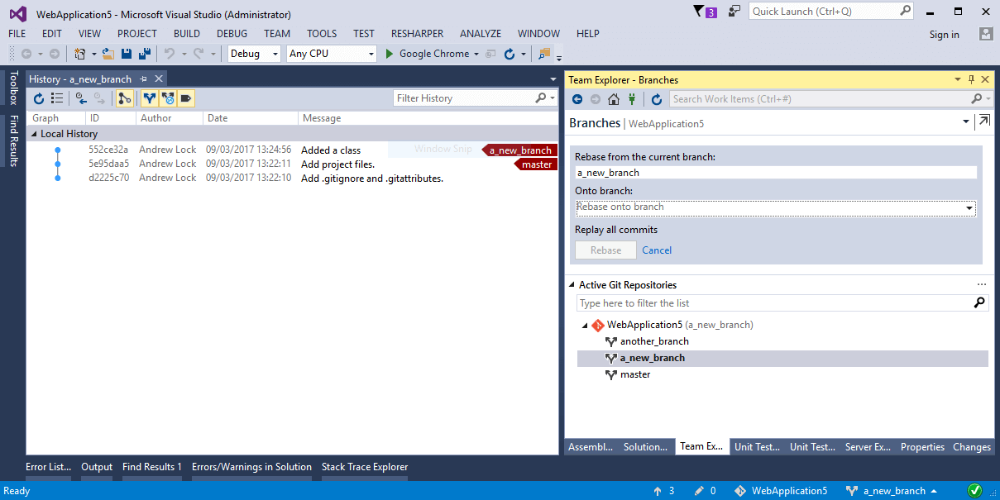 WebApplication5 - Microsoft Visual Studio (Administrator)
3
Quick Launch (Ctrl+Q)
FILE EDIT VIEW PROJECT BUILD DEBUG TEAM TOOLS TEST RESHARPER ANALYZE WINDOW HELP
Sign in
Debug Any CPU Google Chrome
Toolbox
Find Results
History - a_new_branch
Filter History
Graph ID Author Date Message
Local History
552ce32a Andrew Lock 09/03/2017 13:24:56 Added a class Window Snip a_new_branch
5e95daa5 Andrew Lock 09/03/2017 13:22:11 Add project files. master
d2225c70 Andrew Lock 09/03/2017 13:22:10 Add .gitignore and .gitattributes.
Team Explorer - Branches
Search Work Items (Ctrl+#)
Branches | WebApplication5
Rebase from the current branch:
a_new_branch
Onto branch:
Rebase onto branch
Replay all commits
Rebase Cancel
Active Git Repositories
Type here to filter the list
WebApplication5 (a_new_branch)
another_branch
a_new_branch
master
Assembl... Solution... Team Ex... Unit Test... Unit Test... Server Ex... Properties Changes
Error List... Output Find Results 1 Errors/Warnings in Solution Stack Trace Explorer
Ready 3 0 WebApplication5 a_new_branch